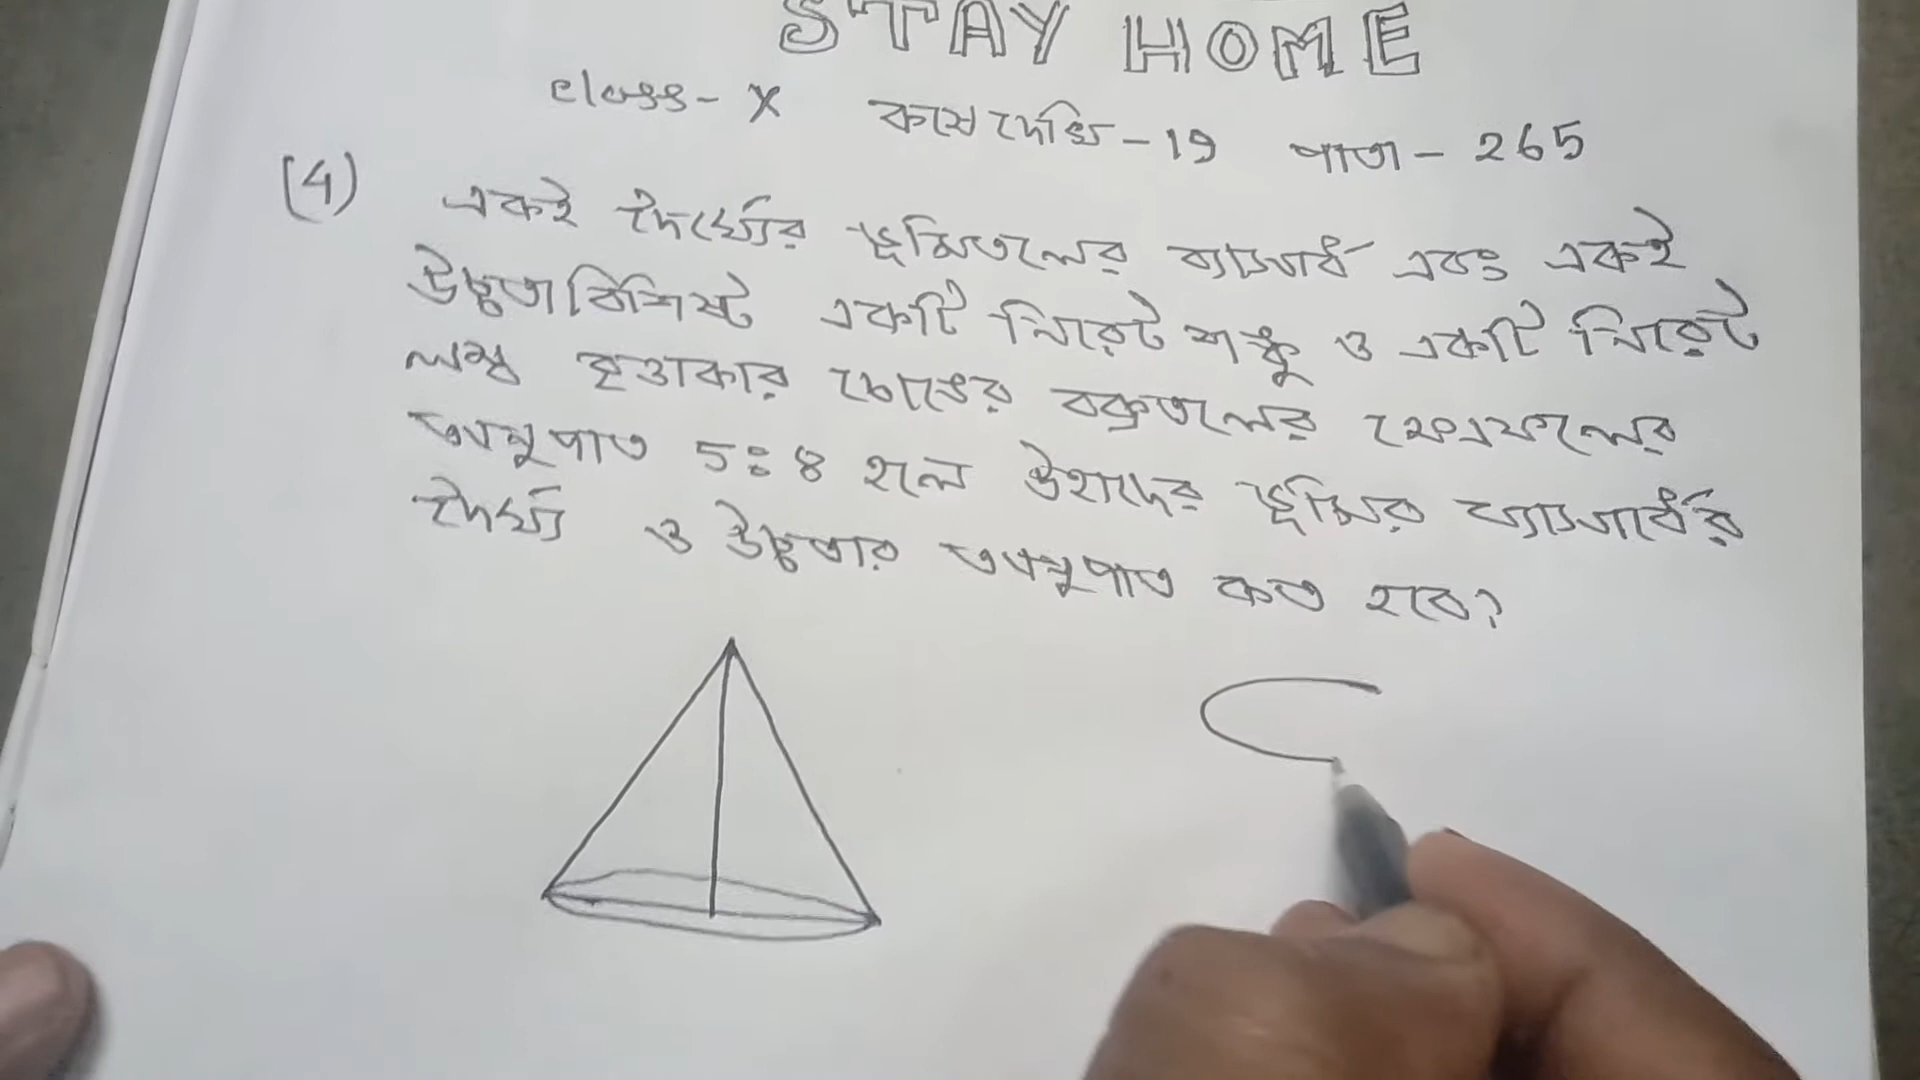 STAY HOME
class- X কষে দেখি - 19 পাতা - 265
(4) একই দৈর্ঘ্যের ভূমিতলের ব্যাসার্ধ এবং একই
উচ্চতা বিশিষ্ট একটি নিরেট শঙ্কু ও একটি নিরেট
লম্ব বৃত্তাকার চোঙের বক্রতলের ক্ষেত্রফলের
অনুপাত 5:8 হলে উহাদের ভূমির ব্যাসার্ধের
দৈর্ঘ্য ও উচ্চতার অনুপাত কত হবে?